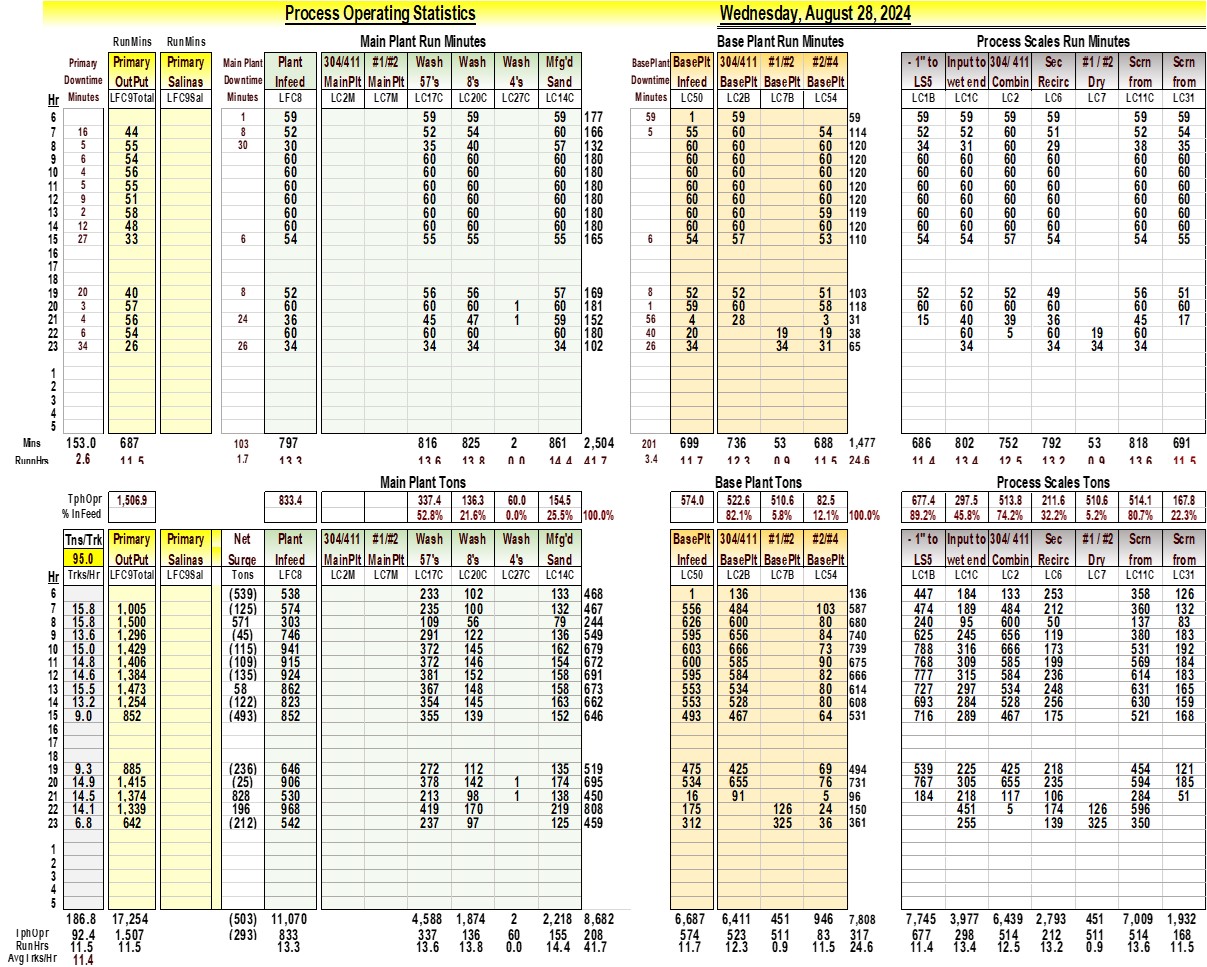 Process Operating Statistics Wednesday, August 28, 2024
RunMins RunMins Main Plant Run Minutes Base Plant Run Minutes Process Scales Run Minutes
Primary Primary Primary Main Plant Plant 304/411 #1/#2 Wash Wash Wash Mfg'd BasePlant BasePlt 304/411 #1/#2 #2/#4 - 1" to Input to 304/ 411 Sec #1 / #2 Scrn Scrn
Downtime OutPut Salinas Downtime Infeed MainPlt MainPlt 57's 8's 4's Sand Downtime Infeed BasePlt BasePlt BasePlt LS5 wet end Combin Recirc Dry from from
Hr Minutes LFC9Total LFC9Sal Minutes LFC8 LC2M LC7M LC17C LC20C LC27C LC14C Minutes LC50 LC2B LC7B LC54 LC1B LC1C LC2 LC6 LC7 LC11C LC31
6 1 59 59 59 59 177 59 1 60 59 59 59 60 59 59 59
7 16 44 8 52 52 54 60 166 5 55 60 54 114 52 52 60 51 52 54
8 5 55 30 30 35 40 57 132 60 60 60 120 34 31 60 29 38 35
9 6 54 60 60 60 60 180 60 60 60 120 60 60 60 60 60 60
10 4 56 60 60 60 60 180 60 60 60 120 60 60 60 60 60 60
11 5 55 60 60 60 60 180 60 60 60 120 60 60 60 60 60 60
12 9 51 60 60 60 60 180 60 60 60 120 60 60 60 60 60 60
13 2 58 60 60 60 60 180 60 60 59 119 60 60 60 60 60 60
14 12 48 60 60 60 60 180 60 60 60 120 60 60 60 60 60 60
15 27 33 6 54 55 55 55 165 6 54 57 53 110 54 54 57 54 54 55
16
17
18
19 20 40 8 52 56 56 57 169 8 52 52 51 103 52 52 52 49 56 51
20 3 57 60 60 60 1 60 181 1 59 60 58 118 60 60 60 60 60 60
21 4 56 24 36 45 47 1 59 152 56 4 28 3 31 15 40 39 36 45 17
22 6 54 60 60 60 60 180 40 20 19 19 38 60 5 60 19 60
23 34 26 26 34 34 34 34 102 26 34 34 31 65 34 34 34 34
1
2
3
4
5
Mins 153.0 687 103 797 816 825 2 861 2,504 201 699 736 53 688 1,477 686 802 752 792 53 818 691
RunnHrs 2.6 11.5 1.7 13.3 13.6 13.8 0.0 14.4 41.7 3.4 11.7 12.3 0.9 11.5 24.6 11.4 13.4 12.5 13.2 0.9 13.6 11.5
Main Plant Tons Base Plant Tons Process Scales Tons
TphOpr 1,506.9 833.4 337.4 136.3 60.0 154.5 574.0 522.6 510.6 82.5 677.4 297.5 513.8 211.6 510.6 514.1 167.8
% InFeed 52.8% 21.6% 0.0% 25.5% 100.0% 82.1% 5.8% 12.1% 100.0% 89.2% 45.8% 74.2% 32.2% 5.2% 80.7% 22.3%
Tns/Trk Primary Primary Net Plant 304/411 #1/#2 Wash Wash Wash Mfg'd BasePlt 304/411 #1/#2 #2/#4 - 1" to Input to 304/ 411 Sec #1 / #2 Scrn Scrn
95.0 OutPut Salinas Surge Infeed MainPlt MainPlt 57's 8's 4's Sand Infeed BasePlt BasePlt BasePlt LS5 wet end Combin Recirc Dry from from
Hr Trks/Hr LFC9Total LFC9Sal Tons LFC8 LC2M LC7M LC17C LC20C LC27C LC14C LC50 LC2B LC7B LC54 LC1B LC1C LC2 LC6 LC7 LC11C LC31
6 (539) 538 233 100 133 468 1 136 136 447 184 133 253 358 126
7 15.8 1,005 (125) 574 235 100 132 467 556 484 103 587 474 189 484 212 360 132
8 15.8 1,500 571 303 109 56 79 244 626 600 80 680 240 95 600 50 137 83
9 13.6 1,296 (45) 746 291 122 136 549 595 656 84 740 625 245 656 119 380 183
10 15.0 1,429 (115) 941 372 145 162 679 603 666 73 739 788 316 666 173 531 192
11 14.8 1,406 (109) 915 372 146 154 672 600 585 90 675 768 309 585 199 569 184
12 14.6 1,384 (135) 924 381 152 158 691 595 584 82 666 777 315 584 236 614 183
13 15.5 1,473 58 862 367 148 158 673 553 534 80 614 727 297 534 248 631 165
14 13.2 1,254 (122) 823 354 145 163 662 553 528 80 608 693 284 528 256 630 159
15 9.0 852 (493) 852 355 139 152 646 493 467 64 531 716 289 467 175 521 168
16
17
18
19 9.3 885 (236) 646 272 112 135 519 475 425 69 494 539 225 425 218 454 121
20 14.9 1,415 (25) 906 378 142 1 174 695 534 655 76 731 767 305 655 235 594 185
21 14.5 1,374 828 530 213 98 1 138 450 16 91 5 96 184 218 117 106 284 51
22 14.1 1,339 196 968 419 170 219 808 175 126 24 150 451 5 174 126 596
23 6.8 642 (212) 542 237 97 125 459 312 325 36 361 255 139 325 350
1
2
3
4
5
186.8 17,254 (503) 11,070 4,588 1,874 2 2,218 8,682 6,687 6,411 451 946 7,808 7,745 3,977 6,439 2,793 451 7,009 1,932
TphOpr 92.4 1,507 (293) 833 337 136 60 155 208 574 523 511 83 317 677 298 514 212 511 514 168
RunHrs 11.5 11.5 13.3 13.6 13.8 0.0 14.4 41.7 11.7 12.3 0.9 11.5 24.6 11.4 13.4 12.5 13.2 0.9 13.6 11.5
AvgTrks/Hr 11.4